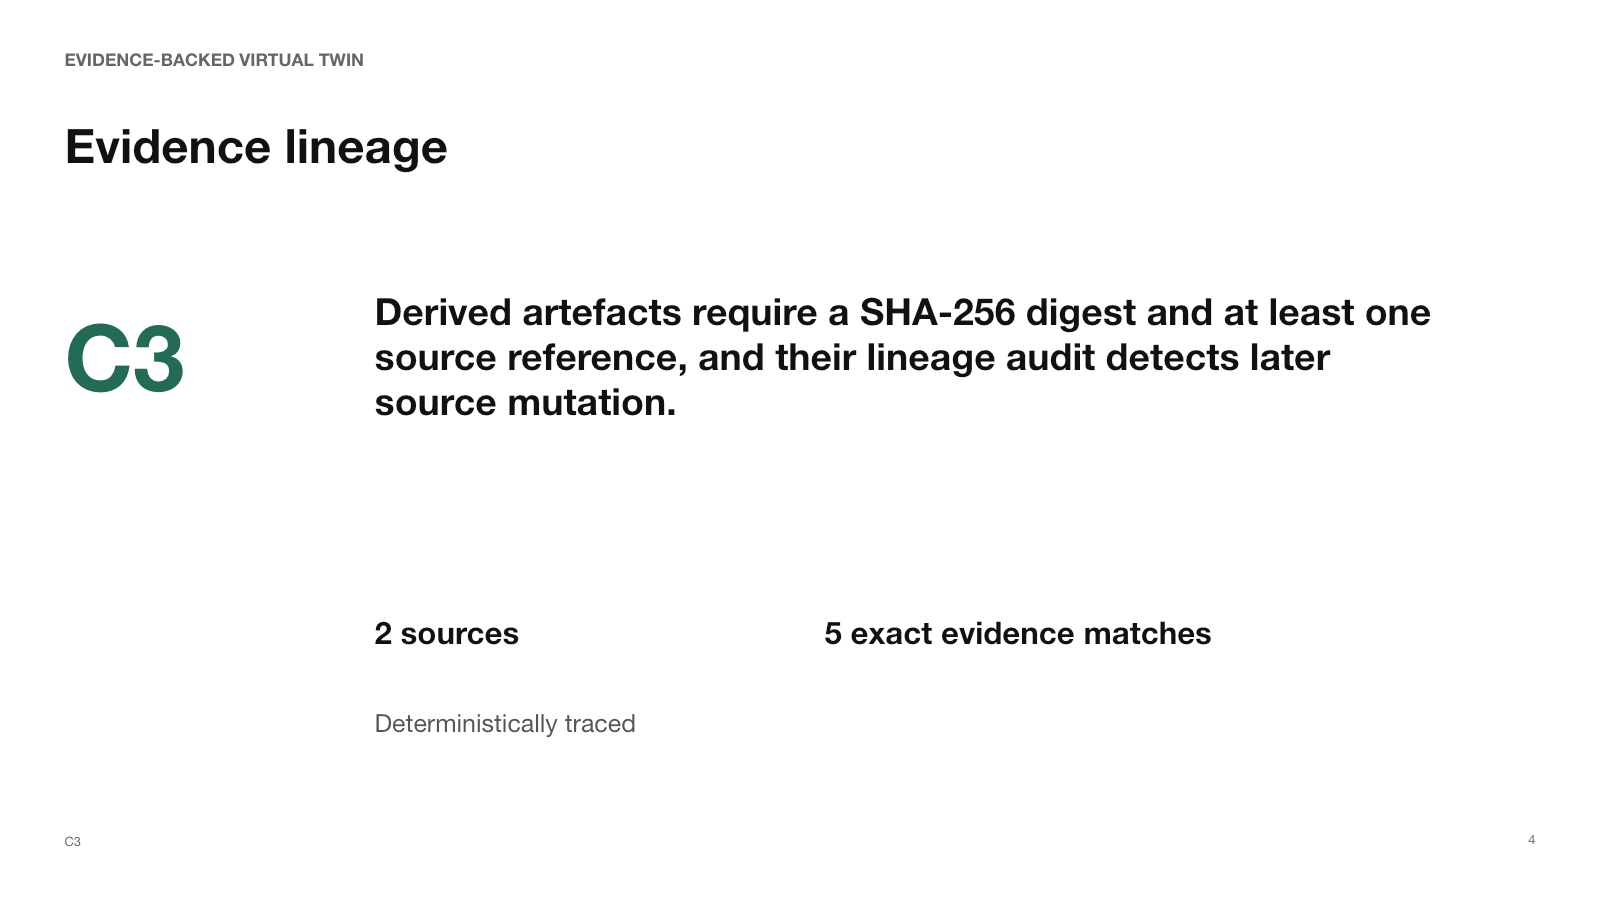 EVIDENCE-BACKED VIRTUAL TWIN
Evidence lineage
C3
Derived artefacts require a SHA-256 digest and at least one
source reference, and their lineage audit detects later
source mutation.
2 sources
5 exact evidence matches
Deterministically traced
C3
4